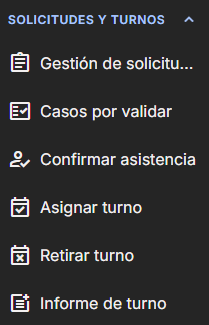 SOLICITUDES Y TURNOS
Gestión de solicitu...
Casos por validar
Confirmar asistencia
Asignar turno
Retirar turno
Informe de turno